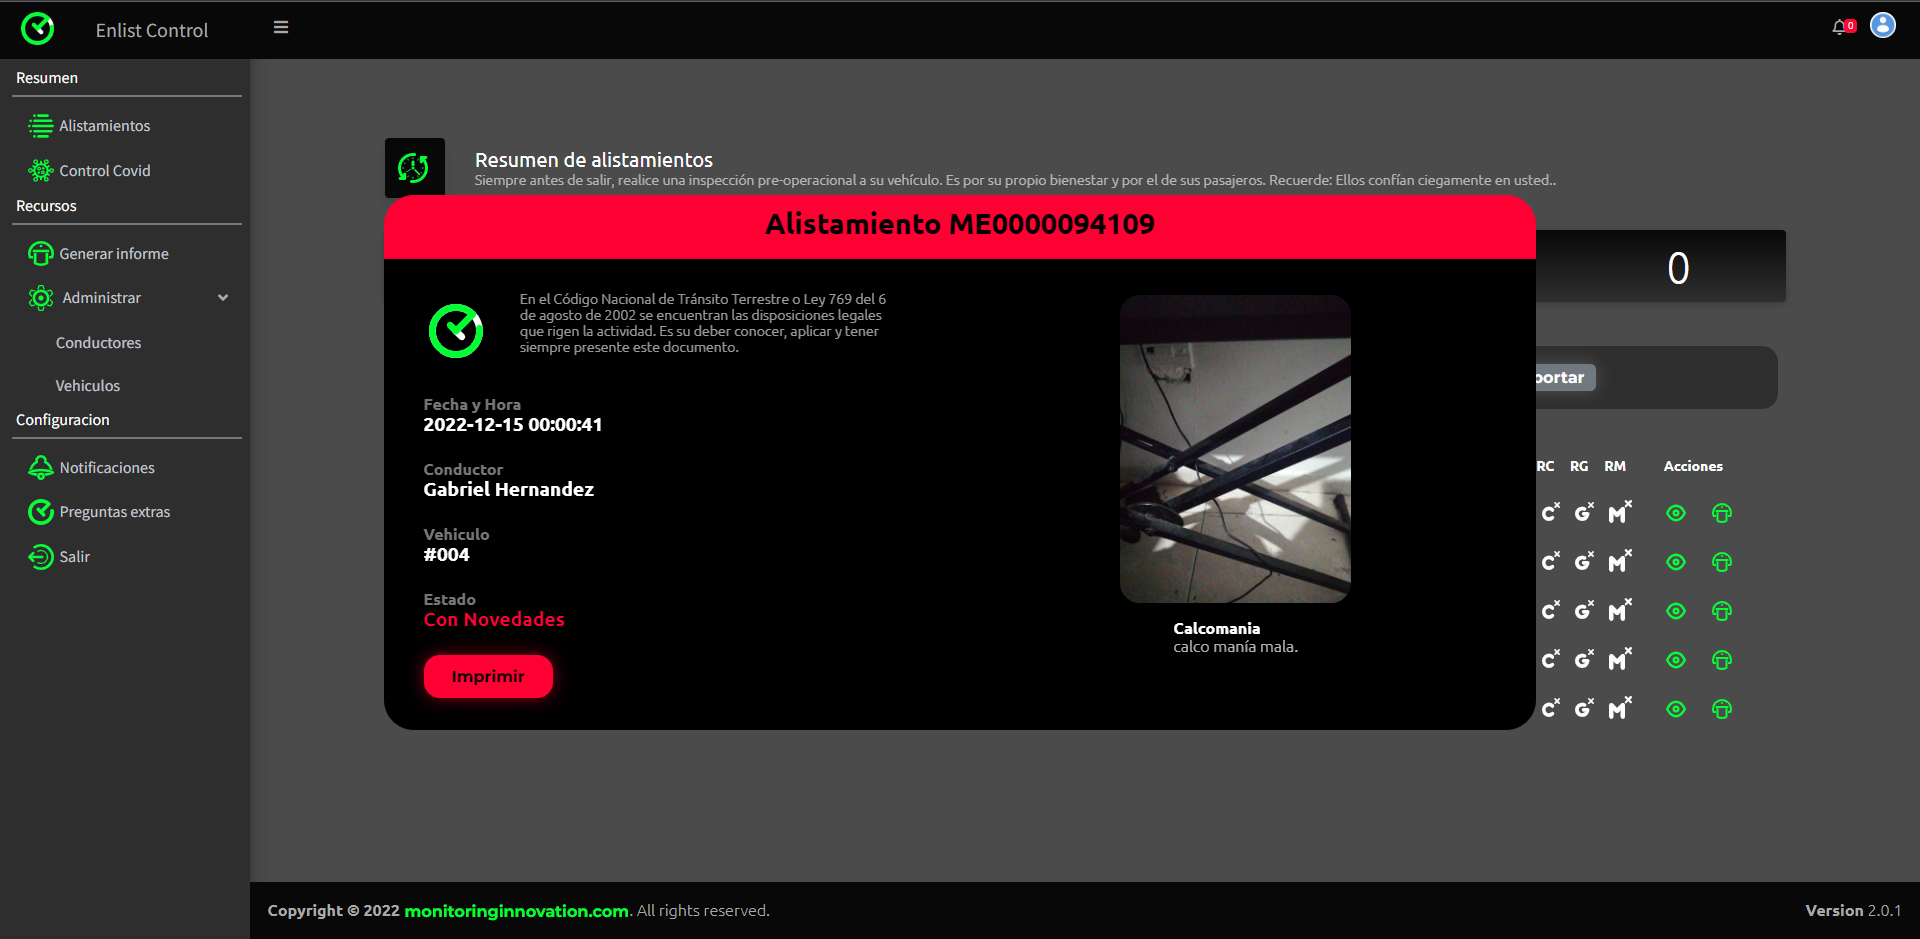 Enlist Control
0
Resumen
Alistamientos
Control Covid
Recursos
Generar informe
Administrar
Conductores
Vehiculos
Configuracion
Notificaciones
Preguntas extras
Salir
Resumen de alistamientos
Siempre antes de salir, realice una inspección pre-operacional a su vehículo. Es por su propio bienestar y por el de sus pasajeros. Recuerde: Ellos confían ciegamente en usted..
Alistamiento ME0000094109
En el Código Nacional de Tránsito Terrestre o Ley 769 del 6
de agosto de 2002 se encuentran las disposiciones legales
que rigen la actividad. Es su deber conocer, aplicar y tener
siempre presente este documento.
Fecha y Hora
2022-12-15 00:00:41
Conductor
Gabriel Hernandez
Vehiculo
#004
Estado
Con Novedades
Imprimir
Calcomania
calco manía mala.
0
portar
RC RG RM Acciones
C× G× M×
C× G× M×
C× G× M×
C× G× M×
C× G× M×
Copyright © 2022 monitoringinnovation.com. All rights reserved.
Version 2.0.1